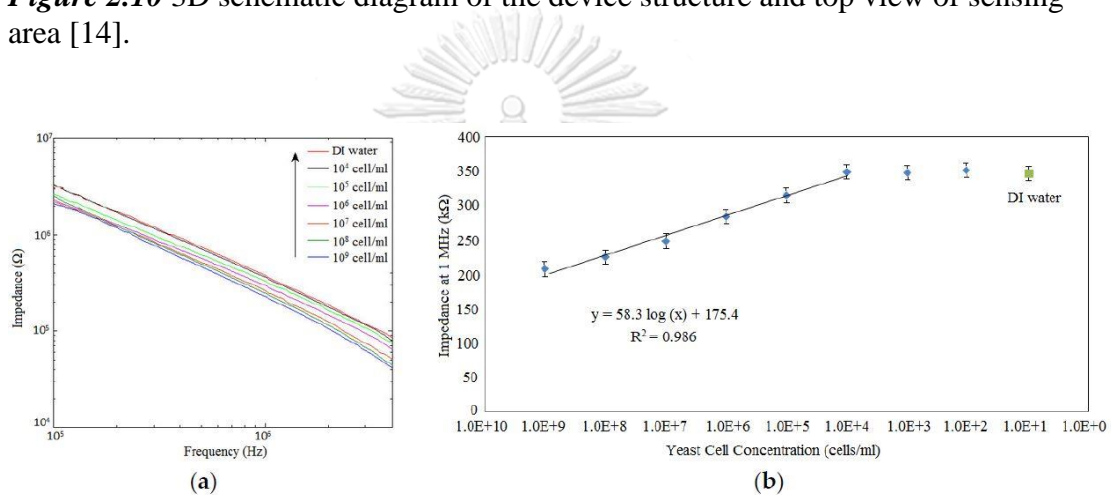 Figure 2.10 3D schematic diagram of the device structure and top view of sensing
area [14].
10⁷
10⁶
10⁵
10⁴
Impedance (Ω)
DI water
10⁴ cell/ml
10⁵ cell/ml
10⁶ cell/ml
10⁷ cell/ml
10⁸ cell/ml
10⁹ cell/ml
10⁵
10⁶
Frequency (Hz)
(a)
400
350
300
250
200
150
100
50
0
Impedance at 1 MHz (kΩ)
DI water
y = 58.3 log (x) + 175.4
R² = 0.986
1.0E+10 1.0E+9 1.0E+8 1.0E+7 1.0E+6 1.0E+5 1.0E+4 1.0E+3 1.0E+2 1.0E+1 1.0E+0
Yeast Cell Concentration (cells/ml)
(b)